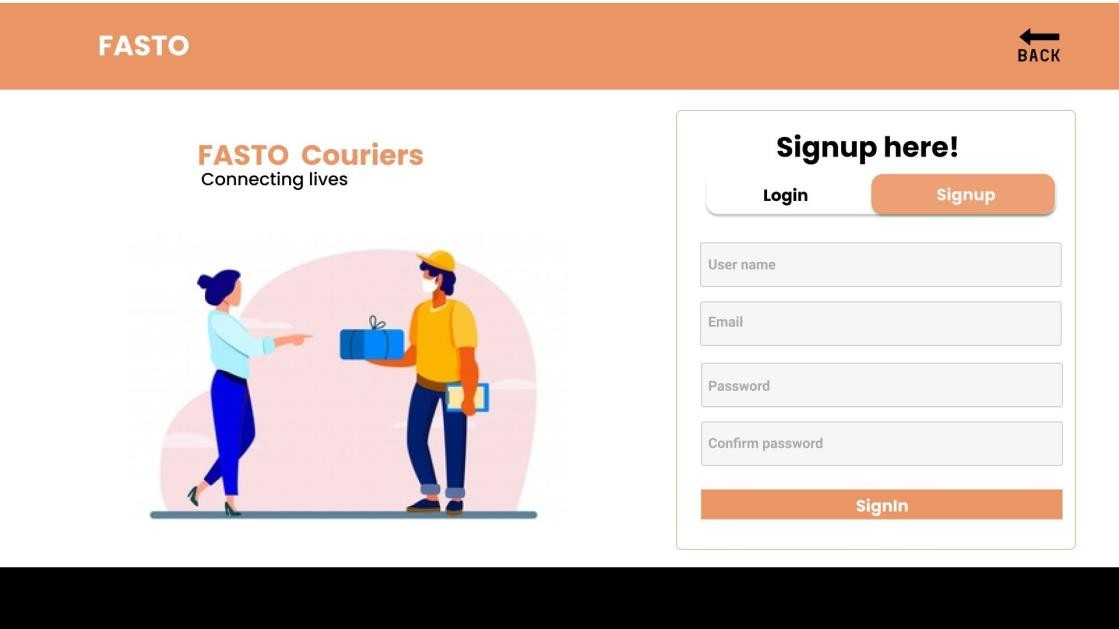 FASTO
BACK
FASTO Couriers
Connecting lives
Signup here!
Login
Signup
User name
Email
Password
Confirm password
SignIn